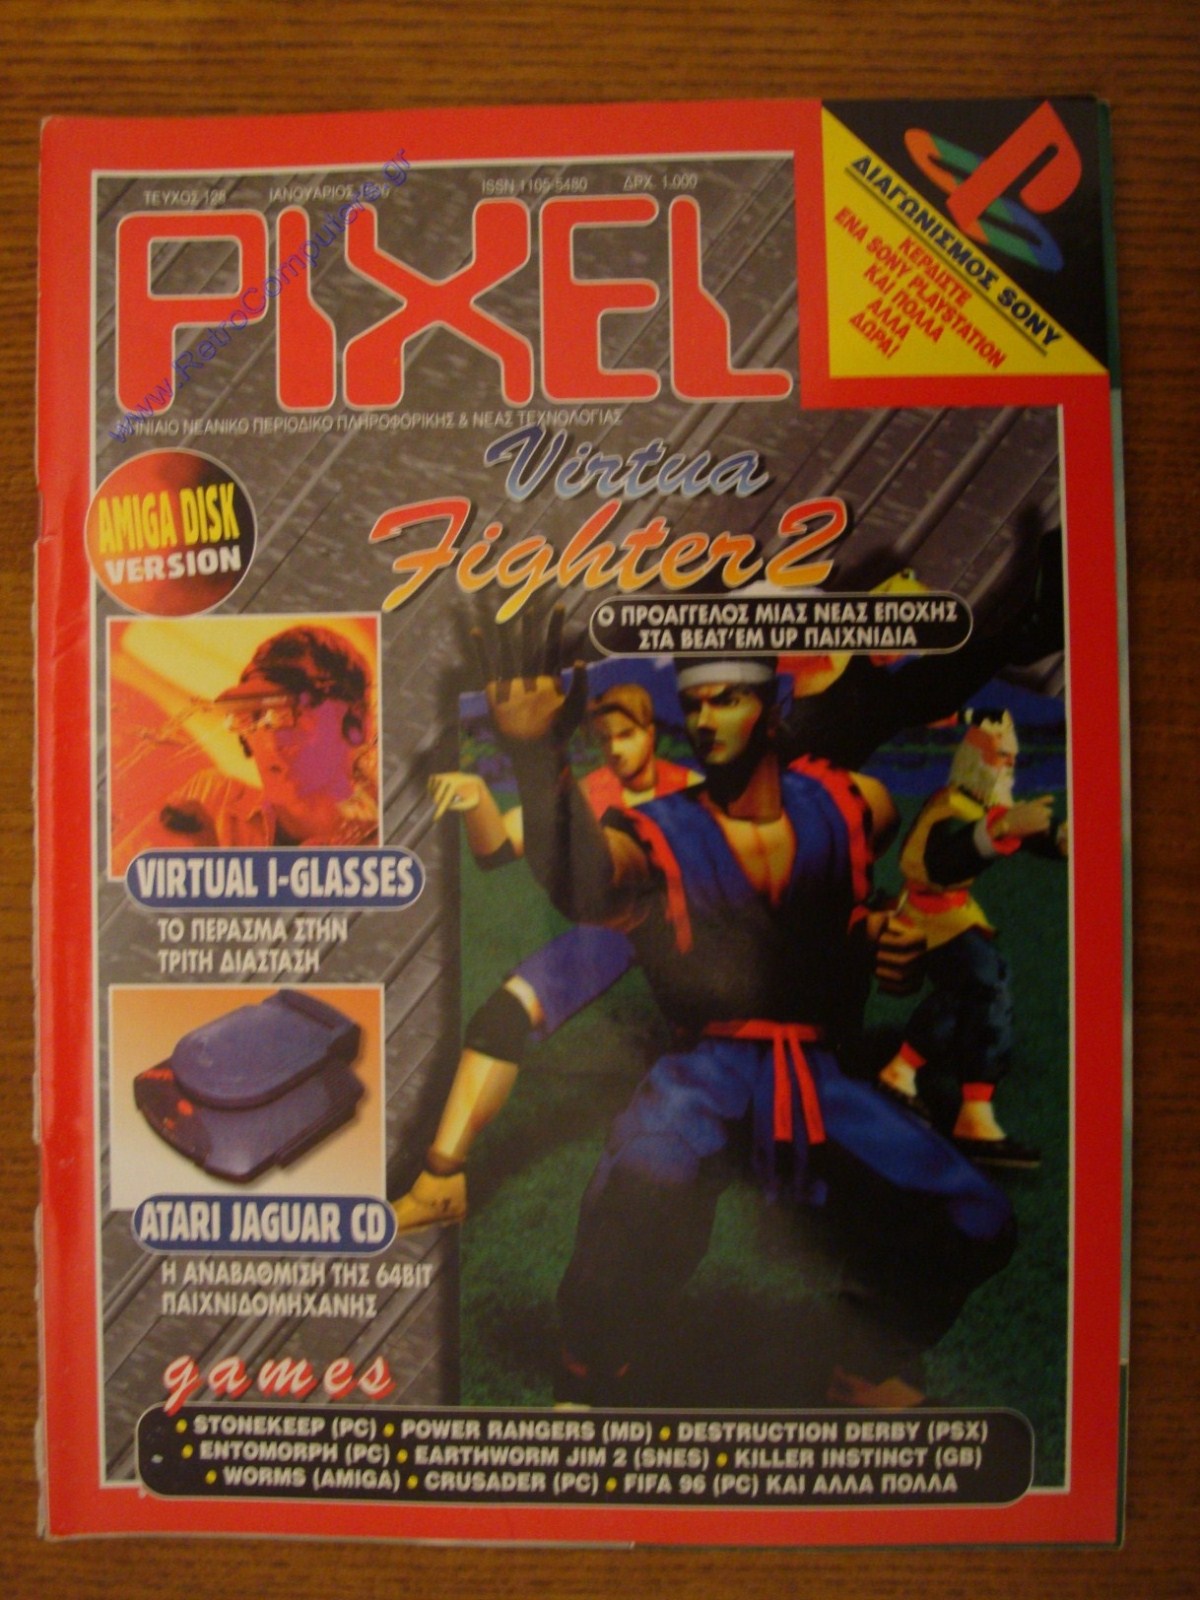 ΤΕΥΧΟΣ 128 ΙΑΝΟΥΑΡΙΟΣ 1996 ISSN 1105-5480 ΔΡΧ. 1.000
PIXEL
ΜΗΝΙΑΙΟ ΝΕΑΝΙΚΟ ΠΕΡΙΟΔΙΚΟ ΠΛΗΡΟΦΟΡΙΚΗΣ & ΝΕΑΣ ΤΕΧΝΟΛΟΓΙΑΣ
www.RetroComputers.gr
ΔΙΑΓΩΝΙΣΜΟΣ SONY
ΚΕΡΔΙΣΤΕ
ΕΝΑ SONY PLAYSTATION
ΚΑΙ ΠΟΛΛΑ
ΑΛΛΑ
ΔΩΡΑ!
Virtua
Fighter 2
Ο ΠΡΟΑΓΓΕΛΟΣ ΜΙΑΣ ΝΕΑΣ ΕΠΟΧΗΣ
ΣΤΑ BEAT'EM UP ΠΑΙΧΝΙΔΙΑ
AMIGA DISK
VERSION
VIRTUAL I-GLASSES
ΤΟ ΠΕΡΑΣΜΑ ΣΤΗΝ
ΤΡΙΤΗ ΔΙΑΣΤΑΣΗ
ATARI JAGUAR CD
Η ΑΝΑΒΑΘΜΙΣΗ ΤΗΣ 64BIT
ΠΑΙΧΝΙΔΟΜΗΧΑΝΗΣ
games
• STONEKEEP (PC) • POWER RANGERS (MD) • DESTRUCTION DERBY (PSX)
• ENTOMORPH (PC) • EARTHWORM JIM 2 (SNES) • KILLER INSTINCT (GB)
• WORMS (AMIGA) • CRUSADER (PC) • FIFA 96 (PC) ΚΑΙ ΑΛΛΑ ΠΟΛΛΑ